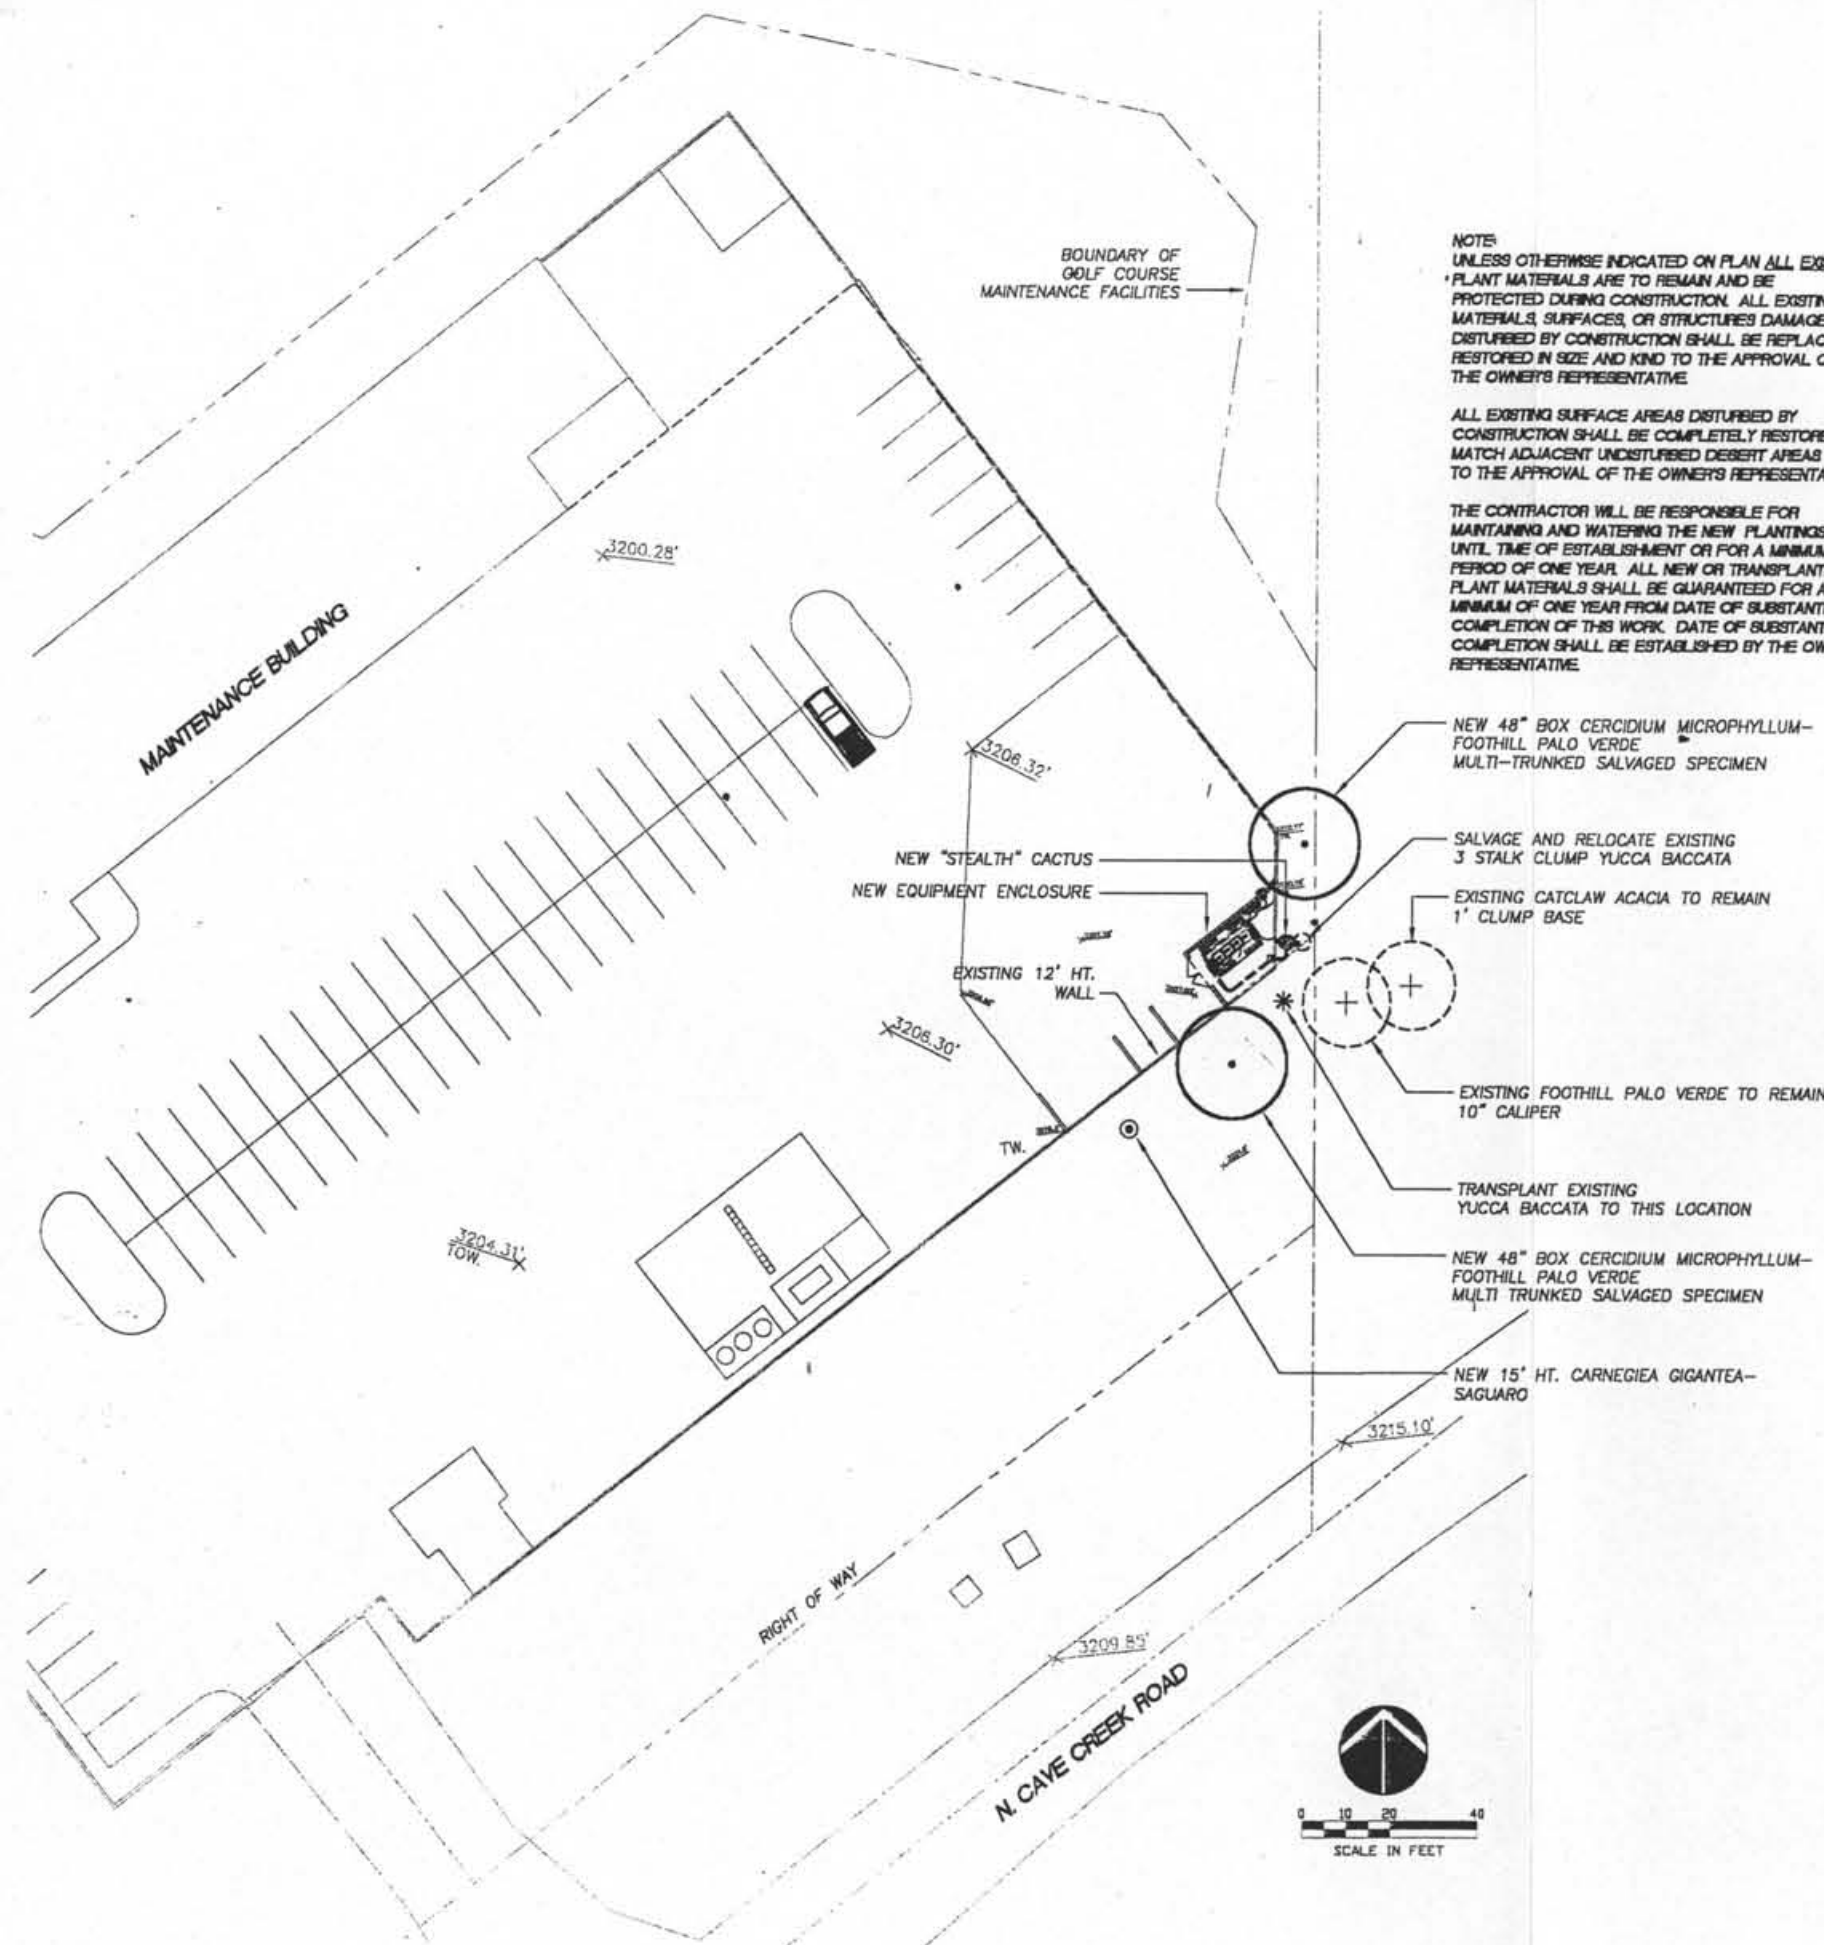 BOUNDARY OF
GOLF COURSE
MAINTENANCE FACILITIES
NOTE:
UNLESS OTHERWISE INDICATED ON PLAN ALL
PLANT MATERIALS ARE TO REMAIN AND BE
PROTECTED DURING CONSTRUCTION. ALL
MATERIALS, SURFACES, OR STRUCTURES
DISTURBED BY CONSTRUCTION SHALL BE
RESTORED IN SIZE AND KIND TO THE APPROVAL
THE OWNER'S REPRESENTATIVE.
ALL EXISTING SURFACE AREAS DISTURBED BY
CONSTRUCTION SHALL BE COMPLETELY
MATCH ADJACENT UNDISTURBED DESERT AREAS
TO THE APPROVAL OF THE OWNER'S
THE CONTRACTOR WILL BE RESPONSIBLE FOR
MAINTAINING AND WATERING THE NEW PLANTINGS
UNTIL TIME OF ESTABLISHMENT OR FOR A MINIMUM
PERIOD OF ONE YEAR. ALL NEW OR
PLANT MATERIALS SHALL BE GUARANTEED FOR A
MINIMUM OF ONE YEAR FROM DATE OF
COMPLETION OF THIS WORK. DATE OF
COMPLETION SHALL BE ESTABLISHED BY THE
REPRESENTATIVE.
3200.28'
MAINTENANCE BUILDING
3206.32'
NEW 48" BOX CERCIDIUM MICROPHYLLUM-
FOOTHILL PALO VERDE
MULTI-TRUNKED SALVAGED SPECIMEN
SALVAGE AND RELOCATE EXISTING
3 STALK CLUMP YUCCA BACCATA
NEW "STEALTH" CACTUS
NEW EQUIPMENT ENCLOSURE
EXISTING CATCLAW ACACIA TO REMAIN
1' CLUMP BASE
EXISTING 12' HT.
WALL
3206.30'
EXISTING FOOTHILL PALO VERDE TO REMAIN
10" CALIPER
TW.
TRANSPLANT EXISTING
YUCCA BACCATA TO THIS LOCATION
3204.31'
TOW.
NEW 48" BOX CERCIDIUM MICROPHYLLUM-
FOOTHILL PALO VERDE
MULTI TRUNKED SALVAGED SPECIMEN
NEW 15' HT. CARNEGIEA GIGANTEA-
SAGUARO
3215.10'
RIGHT OF WAY
3209.85'
N. CAVE CREEK ROAD
0 10 20 40
SCALE IN FEET